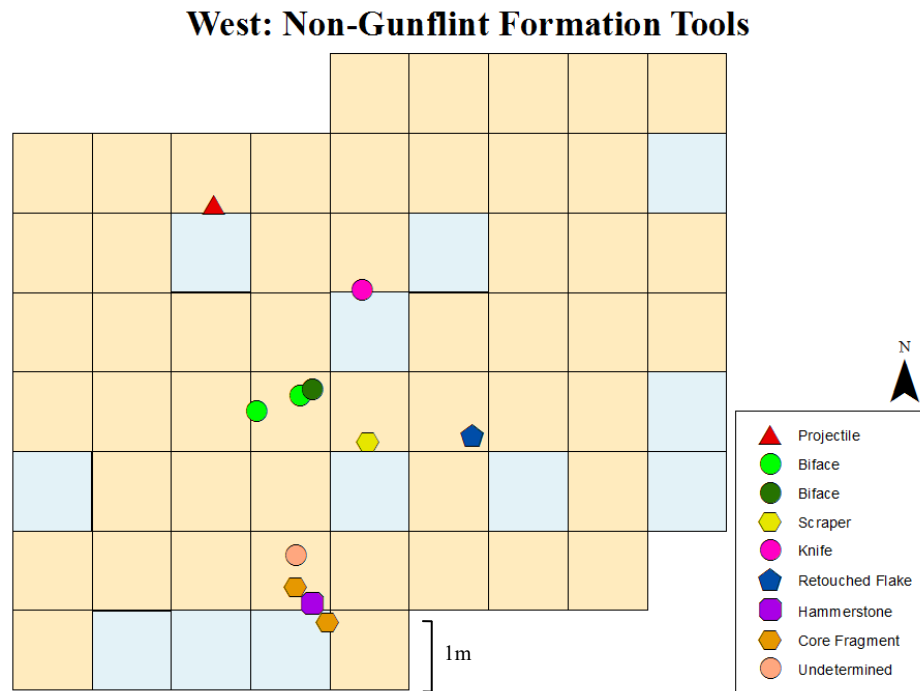 West: Non-Gunflint Formation Tools
N
Projectile
Biface
Biface
Scraper
Knife
Retouched Flake
Hammerstone
Core Fragment
Undetermined
1m